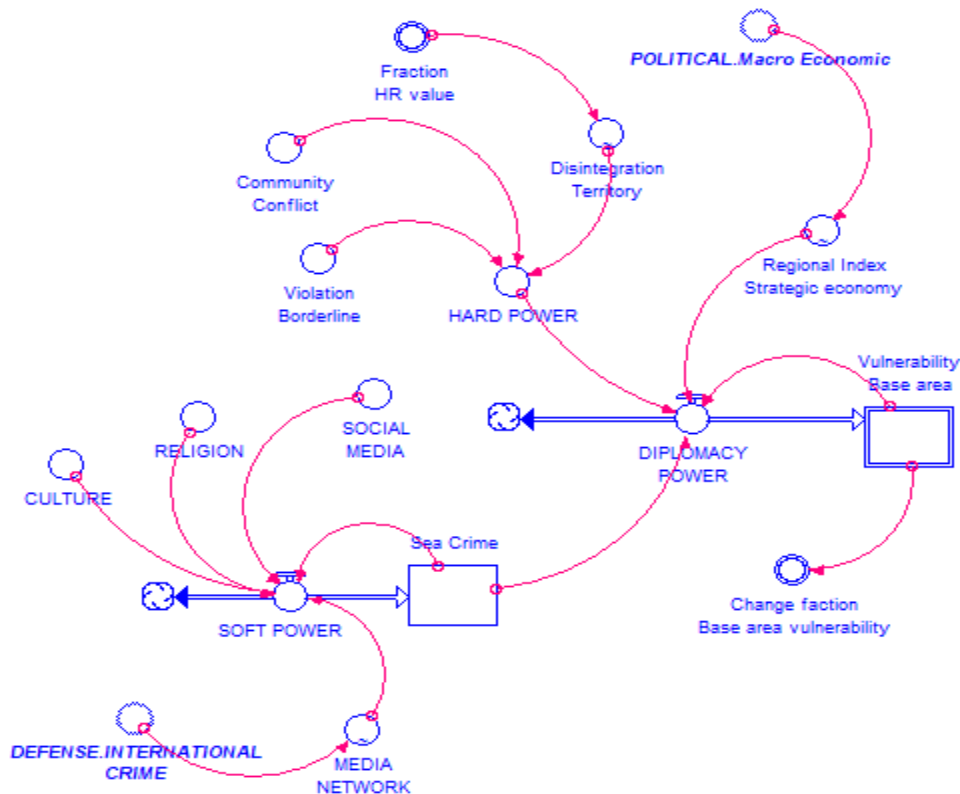 Fraction
HR value
POLITICAL.Macro Economic
Community
Conflict
Disintegration
Territory
Violation
Borderline
HARD POWER
Regional Index
Strategic economy
Vulnerability
Base area
SOCIAL
MEDIA
RELIGION
CULTURE
DIPLOMACY
POWER
Sea Crime
SOFT POWER
Change faction
Base area vulnerability
DEFENSE.INTERNATIONAL
CRIME
MEDIA
NETWORK